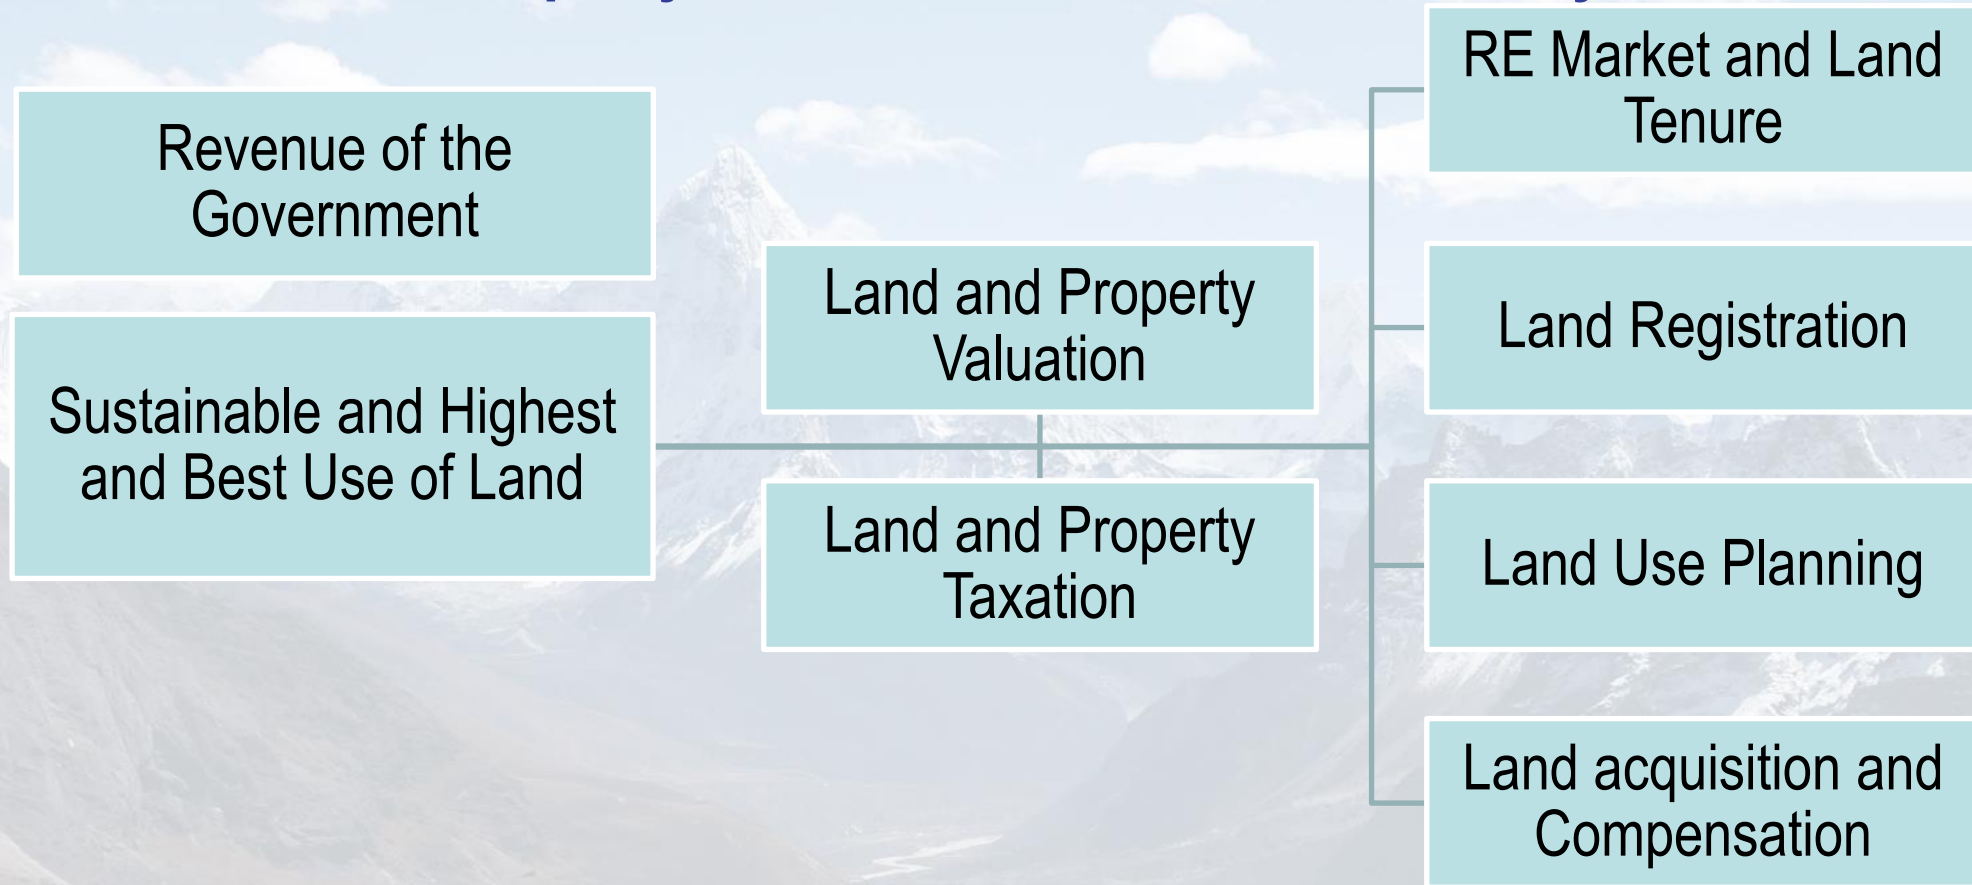 Revenue of the
Government
Sustainable and Highest
and Best Use of Land
Land and Property
Valuation
Land and Property
Taxation
RE Market and Land
Tenure
Land Registration
Land Use Planning
Land acquisition and
Compensation